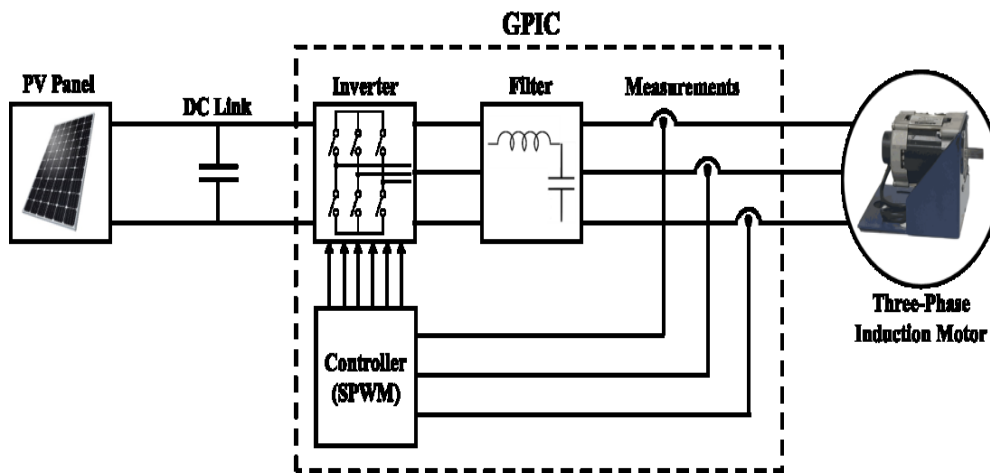 GPIC
PV Panel
DC Link
Inverter
Filter
Measurements
Controller
(SPWM)
Three-Phase
Induction Motor